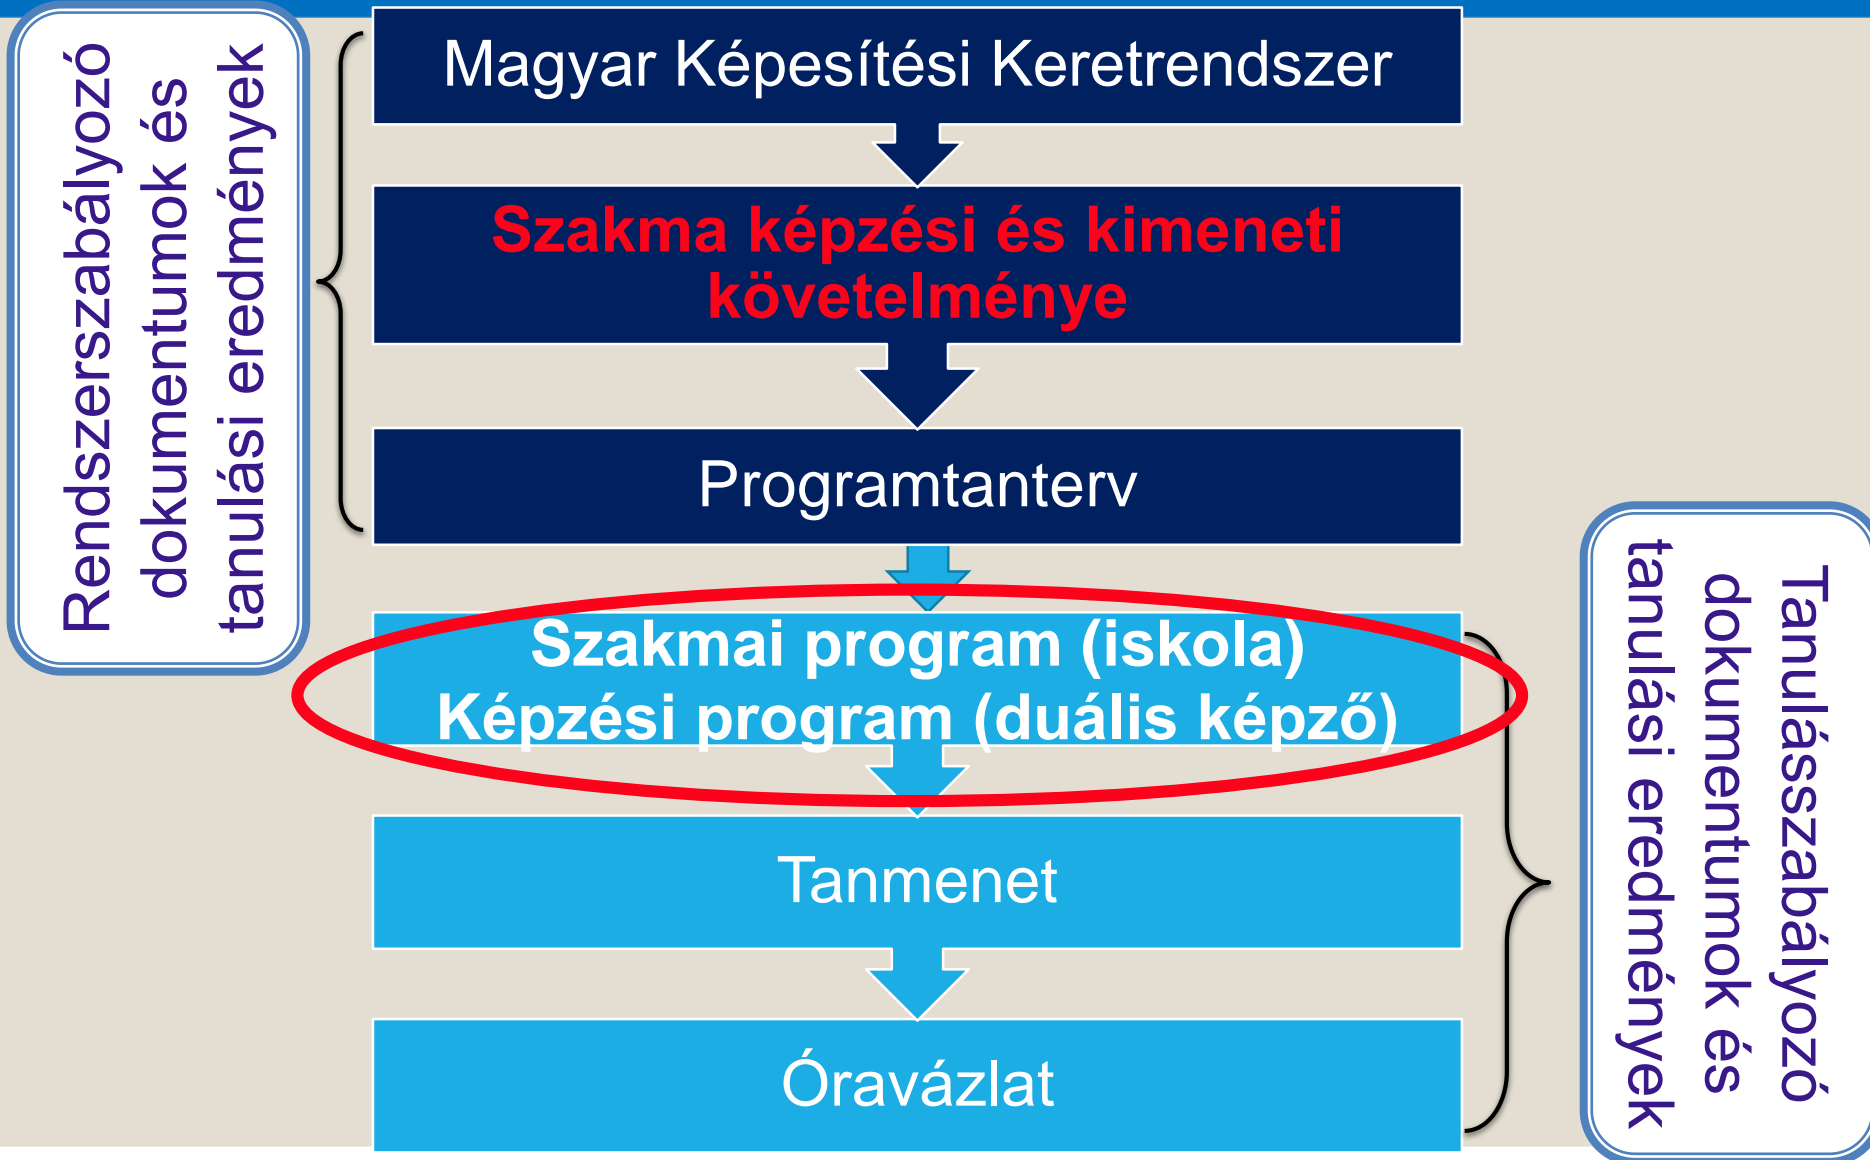 Rendszerszabályozó
dokumentumok és
tanulási eredmények
Magyar Képesítési Keretrendszer
Szakma képzési és kimeneti
követelménye
Programtanterv
Szakmai program (iskola)
Képzési program (duális képző)
Tanmenet
Óravázlat
Tanulásszabályozó
dokumentumok és
tanulási eredmények